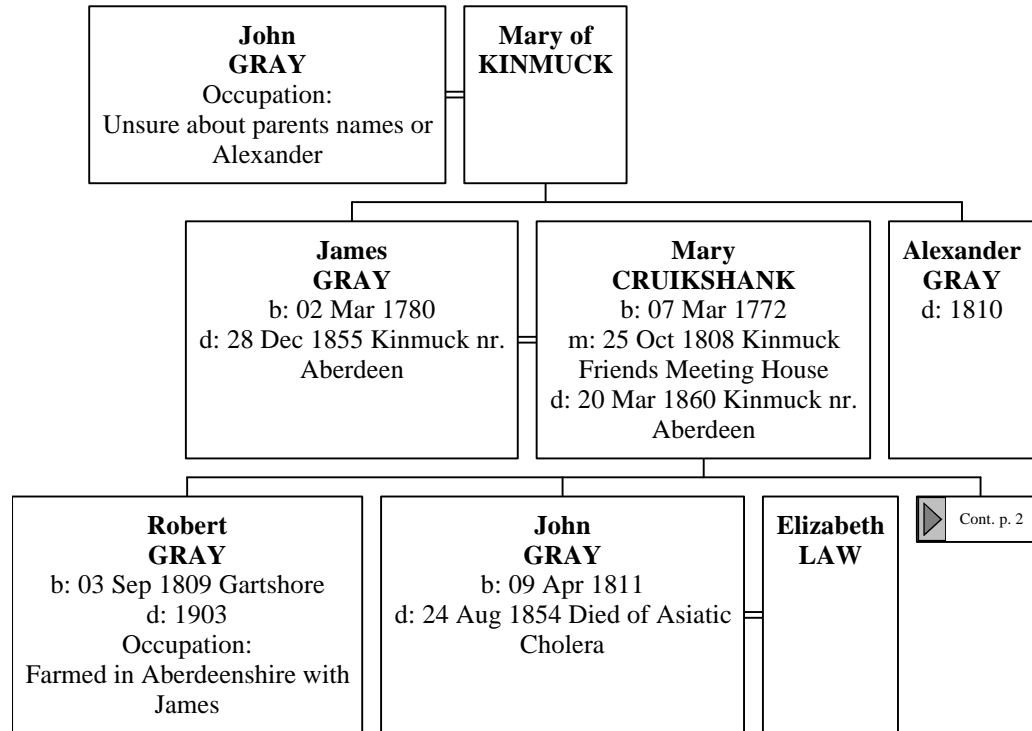 John
GRAY
Occupation:
Unsure about parents names or
Alexander
Mary of
KINMUCK
James
GRAY
b: 02 Mar 1780
d: 28 Dec 1855 Kinmuck nr.
Aberdeen
Mary
CRUIKSHANK
b: 07 Mar 1772
m: 25 Oct 1808 Kinmuck
Friends Meeting House
d: 20 Mar 1860 Kinmuck nr.
Aberdeen
Alexander
GRAY
d: 1810
Robert
GRAY
b: 03 Sep 1809 Gartshore
d: 1903
Occupation:
Farmed in Aberdeenshire with
James
John
GRAY
b: 09 Apr 1811
d: 24 Aug 1854 Died of Asiatic
Cholera
Elizabeth
LAW
Cont. p. 2